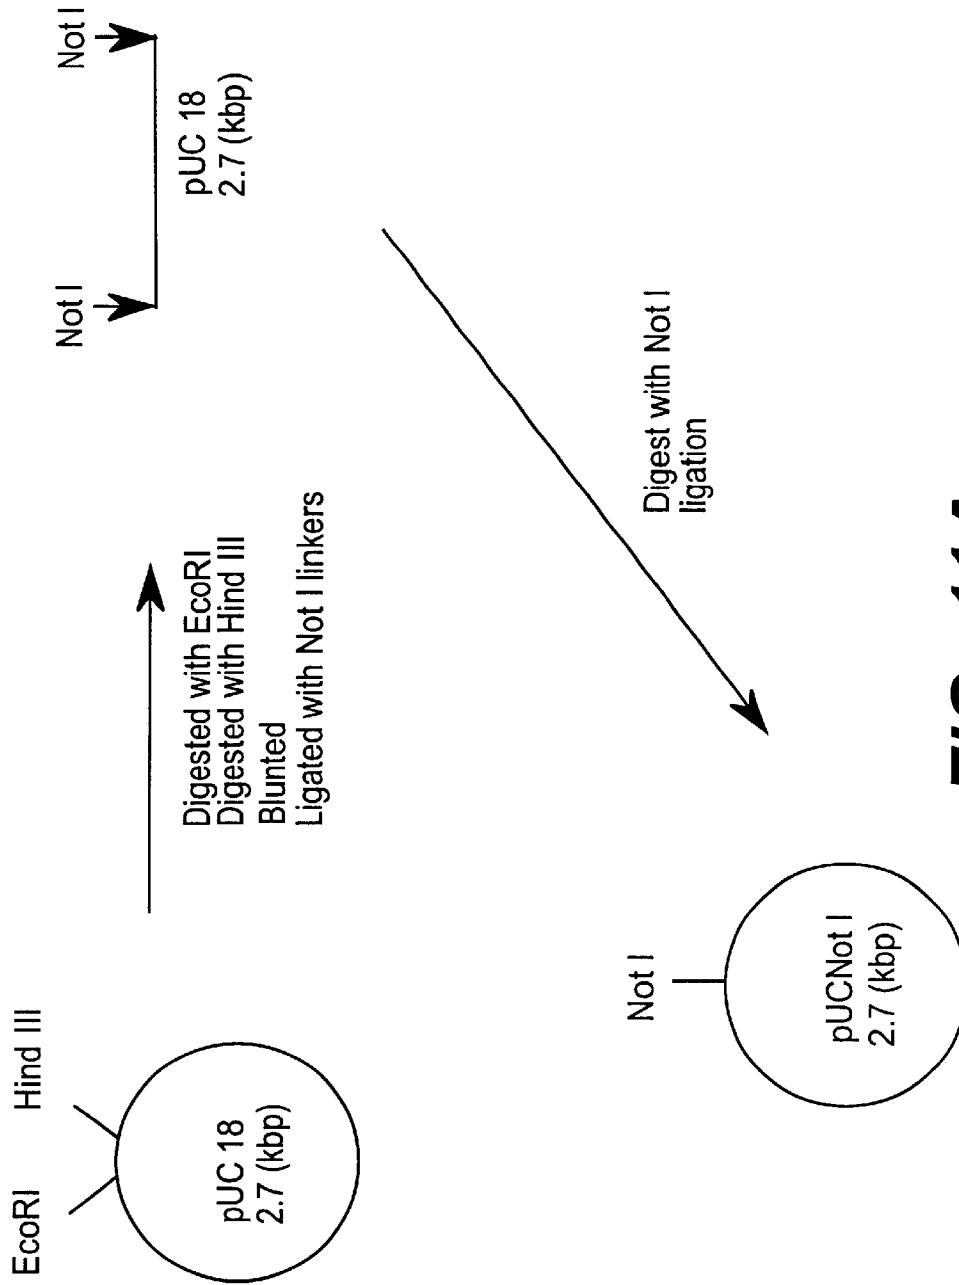 EcoRI
Hind III
pUC 18
2.7 (kbp)
Digested with EcoRI
Digested with Hind III
Blunted
Ligated with Not I linkers
Not I
Not I
pUC 18
2.7 (kbp)
Digest with Not I
ligation
Not I
pUCNot I
2.7 (kbp)